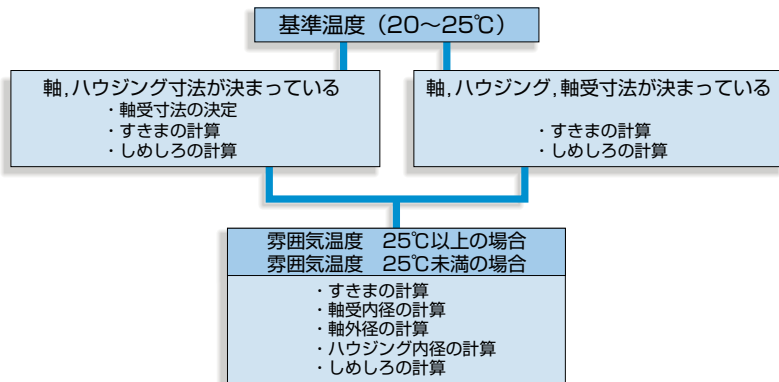 基準温度（20～25℃）
軸,ハウジング寸法が決まっている
・軸受寸法の決定
・すきまの計算
・しめしろの計算
軸,ハウジング,軸受寸法が決まっている
・すきまの計算
・しめしろの計算
雰囲気温度　25℃以上の場合
雰囲気温度　25℃未満の場合
・すきまの計算
・軸受内径の計算
・軸外径の計算
・ハウジング内径の計算
・しめしろの計算